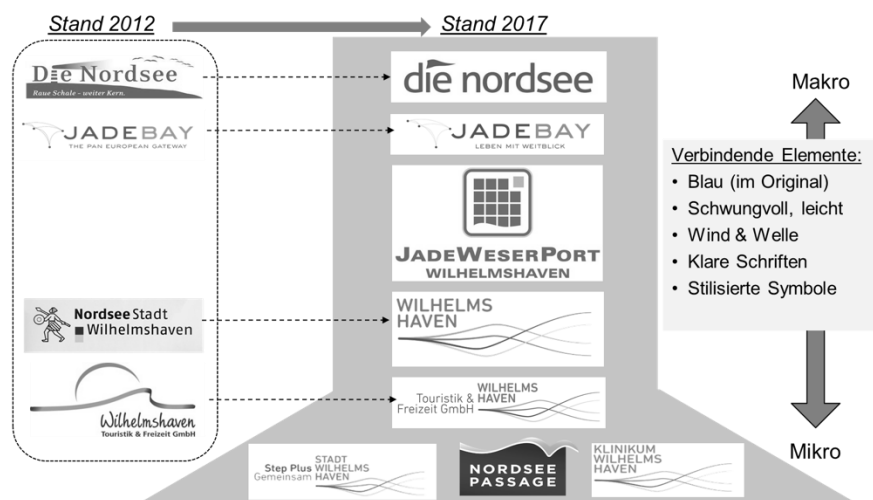 Stand 2012
Stand 2017
Die Nordsee
Raue Schale - weiter Kern.
die nordsee
JADEBAY
THE PAN EUROPEAN GATEWAY
JADEBAY
LEBEN MIT WEITBLICK
JADEWESERPORT
WILHELMSHAVEN
NordseeStadt
Wilhelmshaven
WILHELMS
HAVEN
Wilhelmshaven
Touristik & Freizeit GmbH
WILHELMS
Touristik & HAVEN
Freizeit GmbH
STADT
Step Plus WILHELMS
Gemeinsam HAVEN
NORDSEE
PASSAGE
KLINIKUM
WILHELMS
HAVEN
Makro
Verbindende Elemente:
• Blau (im Original)
• Schwungvoll, leicht
• Wind & Welle
• Klare Schriften
• Stilisierte Symbole
Mikro